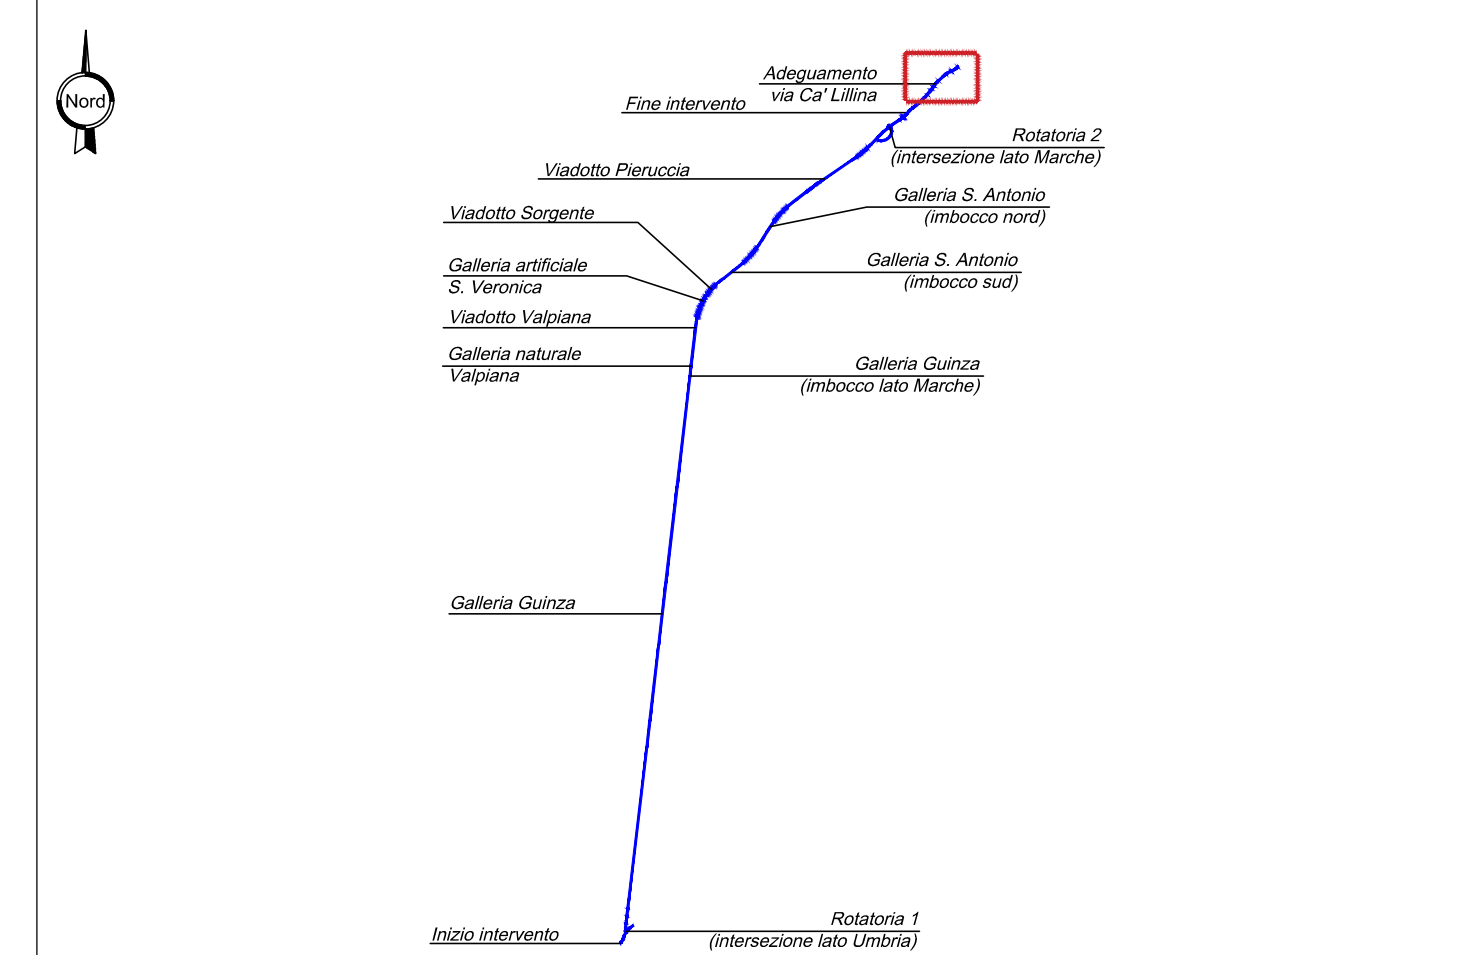 Nord
Adeguamento
via Ca' Lillina
Fine intervento
Rotatoria 2
(intersezione lato Marche)
Viadotto Pieruccia
Galleria S. Antonio
(imbocco nord)
Viadotto Sorgente
Galleria S. Antonio
(imbocco sud)
Galleria artificiale
S. Veronica
Viadotto Valpiana
Galleria naturale
Valpiana
Galleria Guinza
(imbocco lato Marche)
Galleria Guinza
Rotatoria 1
(intersezione lato Umbria)
Inizio intervento